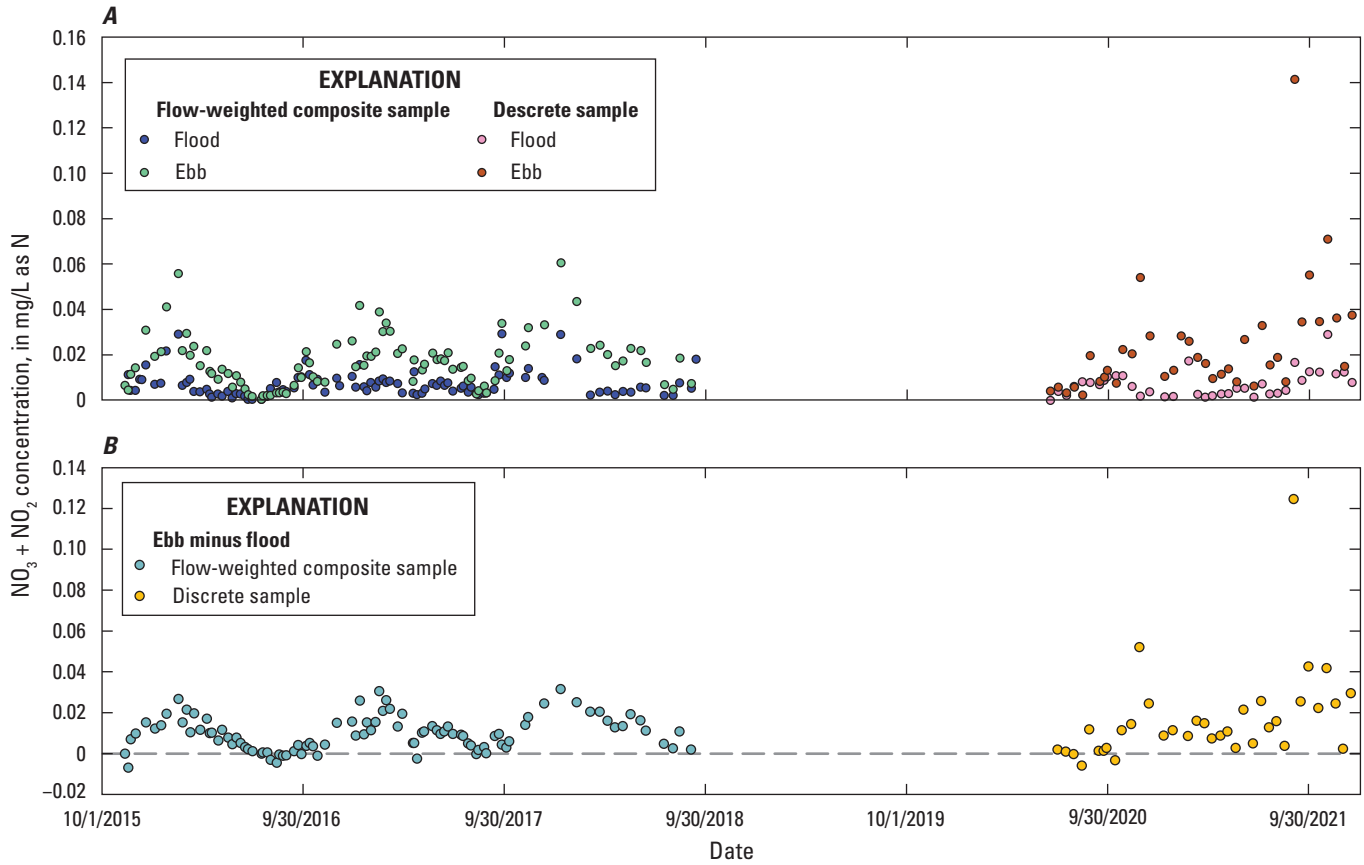 A
0.16
0.14
0.12
0.10
0.08
0.06
0.04
0.02
0
EXPLANATION
Flow-weighted composite sample Descrete sample
Flood Flood
Ebb Ebb
NO3 + NO2 concentration, in mg/L as N
B
0.14
0.12
0.10
0.08
0.06
0.04
0.02
0
−0.02
EXPLANATION
Ebb minus flood
Flow-weighted composite sample
Discrete sample
10/1/2015 9/30/2016 9/30/2017 9/30/2018 10/1/2019 9/30/2020 9/30/2021
Date